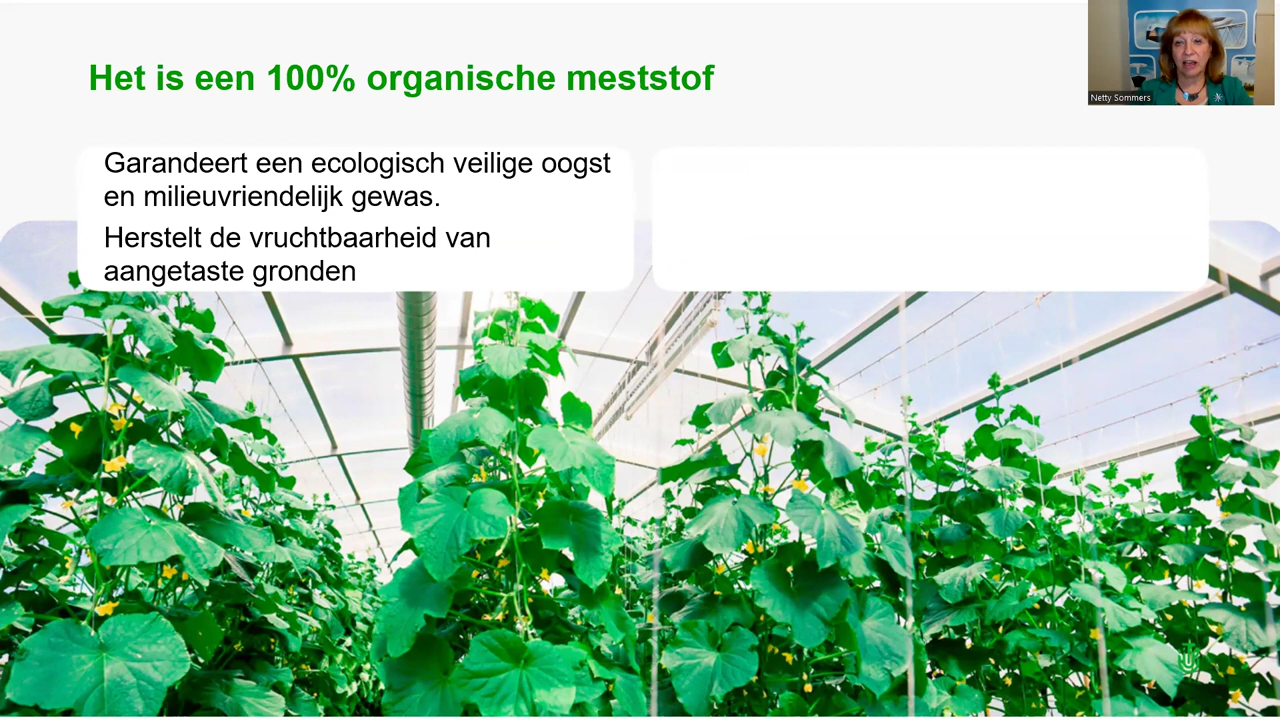 Het is een 100% organische meststof
Netty Sommers
Garandeert een ecologisch veilige oogst
en milieuvriendelijk gewas.
Herstelt de vruchtbaarheid van
aangetaste gronden